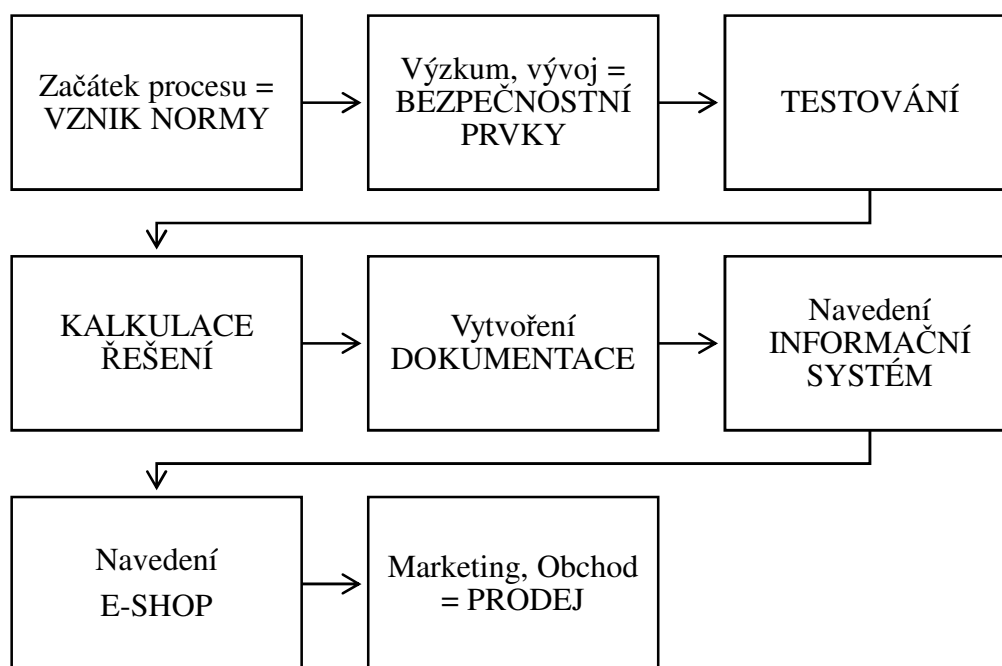 Začátek procesu =
VZNIK NORMY
Výzkum, vývoj =
BEZPEČNOSTNÍ
PRVKY
TESTOVÁNÍ
KALKULACE
ŘEŠENÍ
Vytvoření
DOKUMENTACE
Navedení
INFORMAČNÍ
SYSTÉM
Navedení
E-SHOP
Marketing, Obchod
= PRODEJ